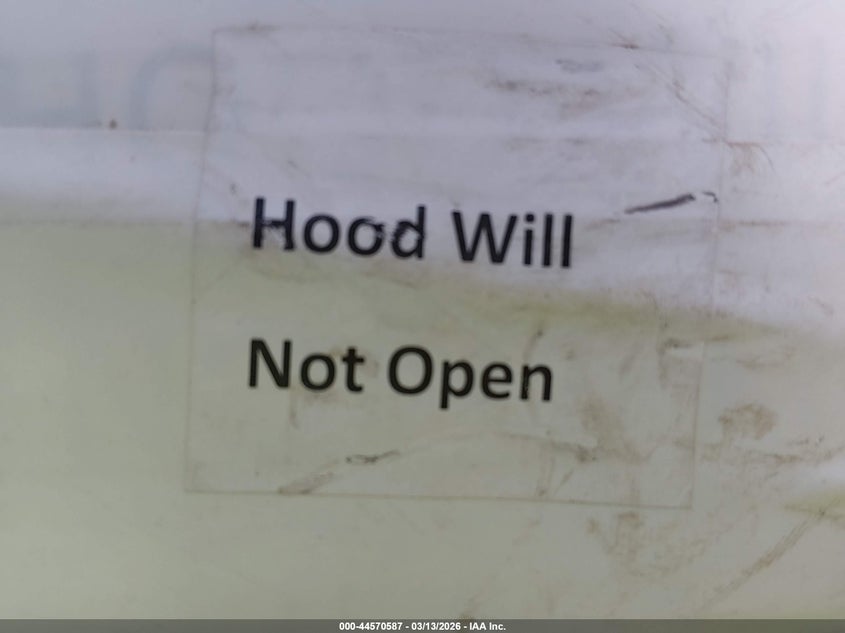 Hood Will
Not Open
000-44570587 - 03/13/2026 - IAA Inc.